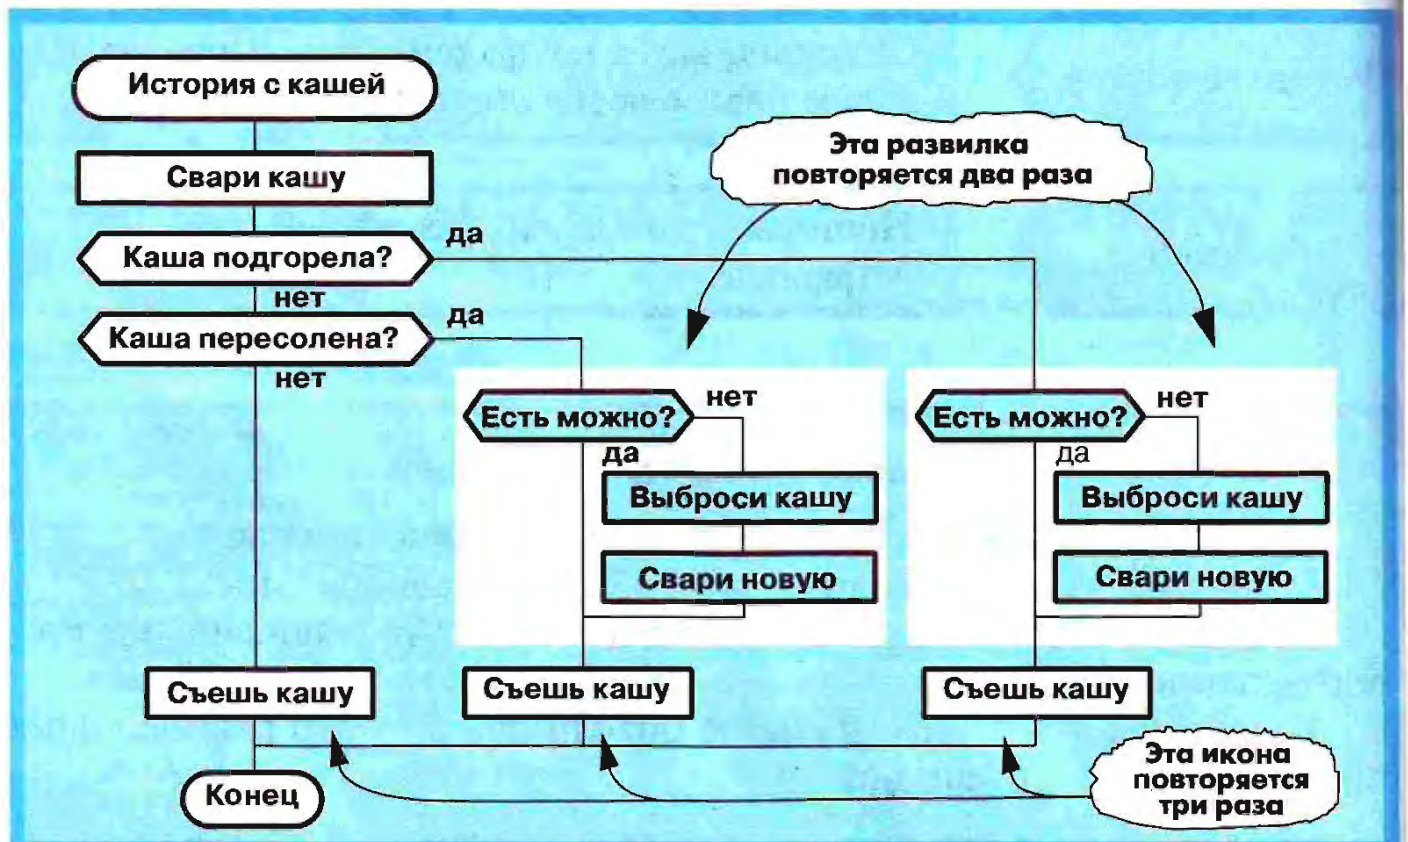 История с кашей
Свари кашу
Эта развилка
повторяется два раза
Каша подгорела?
да
нет
Каша пересолена?
да
нет
Есть можно?
нет
да
Выброси кашу
Свари новую
Есть можно?
нет
да
Выброси кашу
Свари новую
Съешь кашу
Съешь кашу
Съешь кашу
Эта икона
повторяется
три раза
Конец